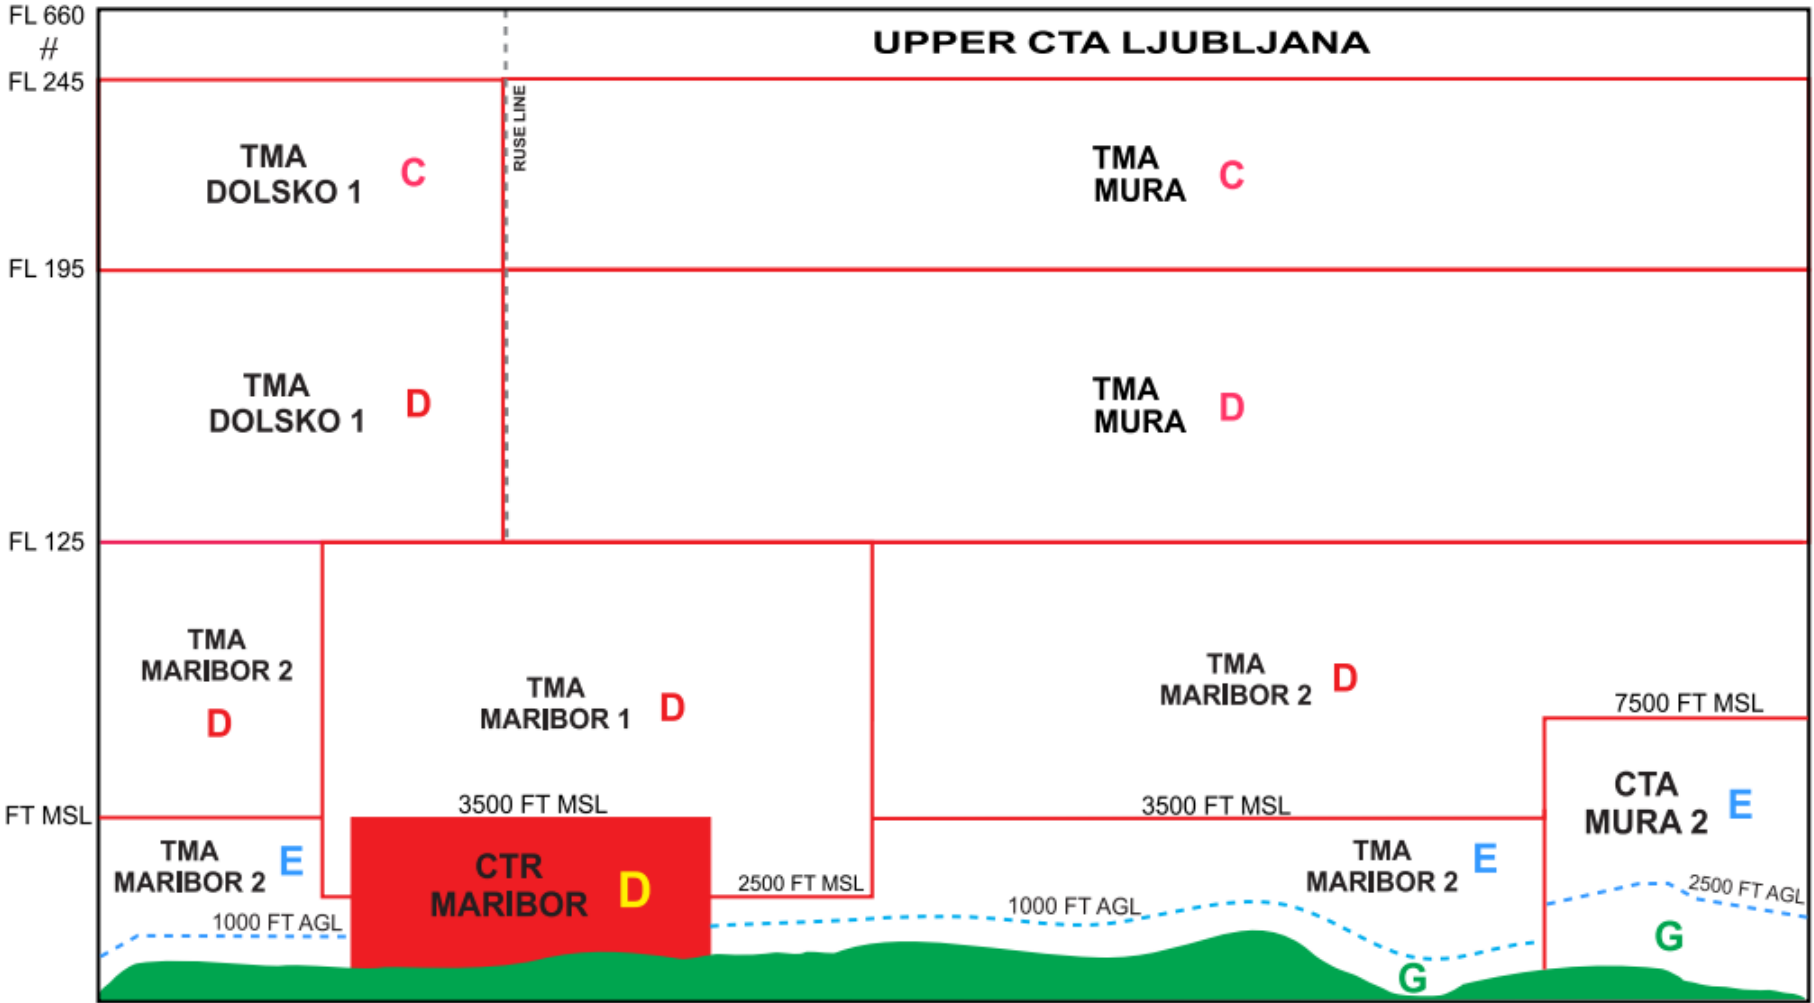 FL 660
#
UPPER CTA LJUBLJANA
FL 245
RUSE LINE
TMA
DOLSKO 1 C
TMA
MURA C
FL 195
TMA
DOLSKO 1 D
TMA
MURA D
FL 125
TMA
MARIBOR 2
D
TMA
MARIBOR 1 D
TMA
MARIBOR 2 D
7500 FT MSL
FT MSL
3500 FT MSL
3500 FT MSL
CTA
MURA 2 E
TMA
MARIBOR 2 E
CTR
MARIBOR D
2500 FT MSL
TMA
MARIBOR 2 E
2500 FT AGL
1000 FT AGL
1000 FT AGL
G
G